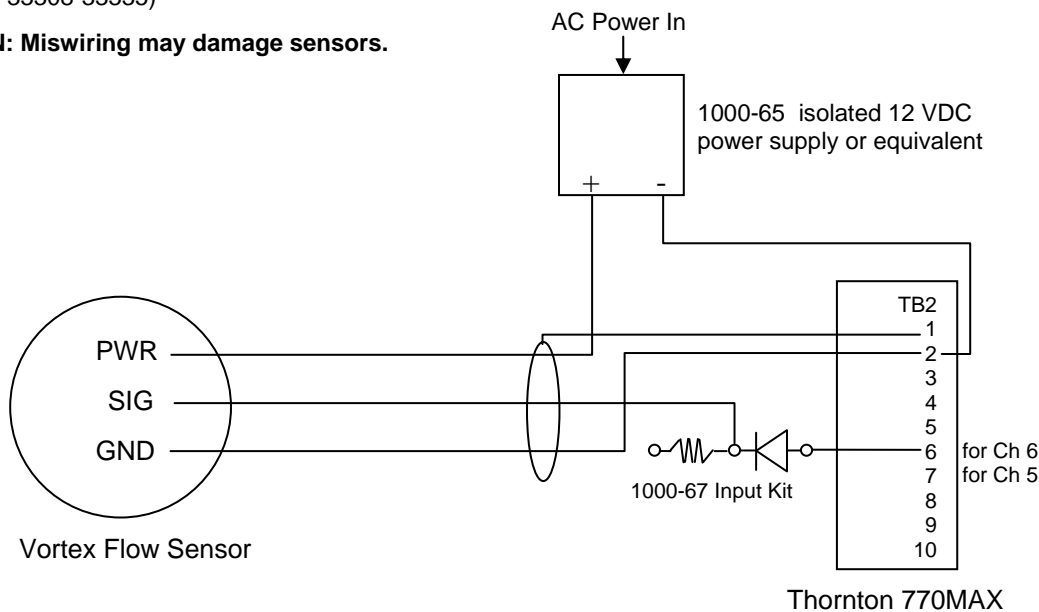 AC Power In
N: Miswiring may damage sensors.
1000-65 isolated 12 VDC
power supply or equivalent
+ -
TB2
1
PWR
2
3
SIG
4
5
GND
6 for Ch 6
7 for Ch 5
1000-67 Input Kit
8
9
10
Vortex Flow Sensor
Thornton 770MAX